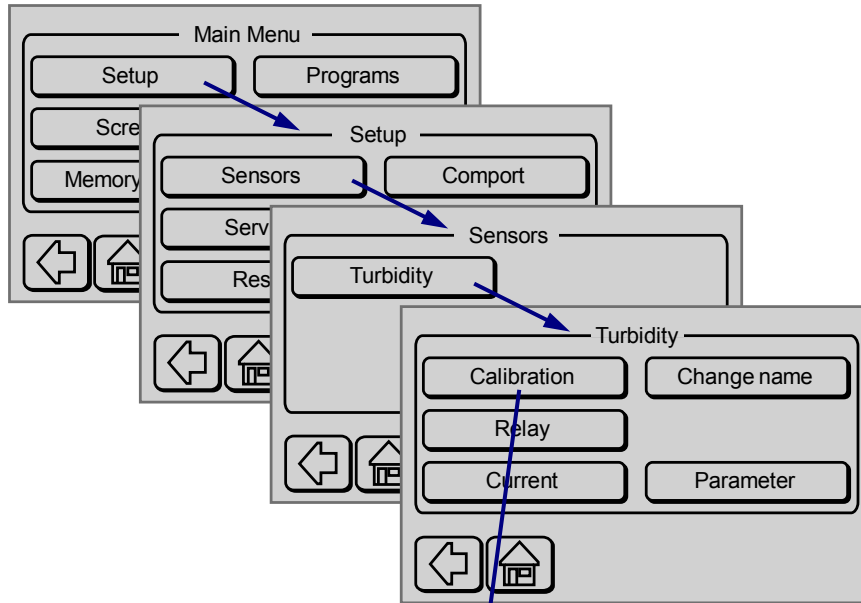 Main Menu
Setup
Programs
Scre
Memory
Setup
Sensors
Comport
Serv
Res
Sensors
Turbidity
Turbidity
Calibration
Change name
Relay
Current
Parameter